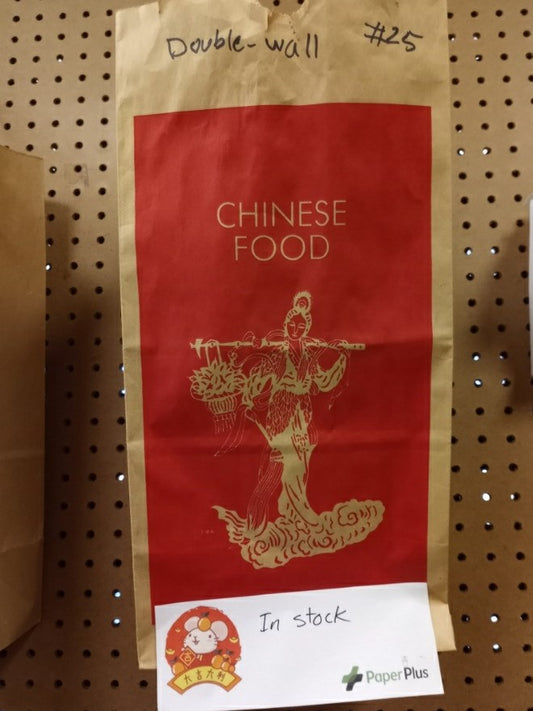 Double-wall #25
CHINESE
FOOD
In stock
大吉大利
PaperPlus